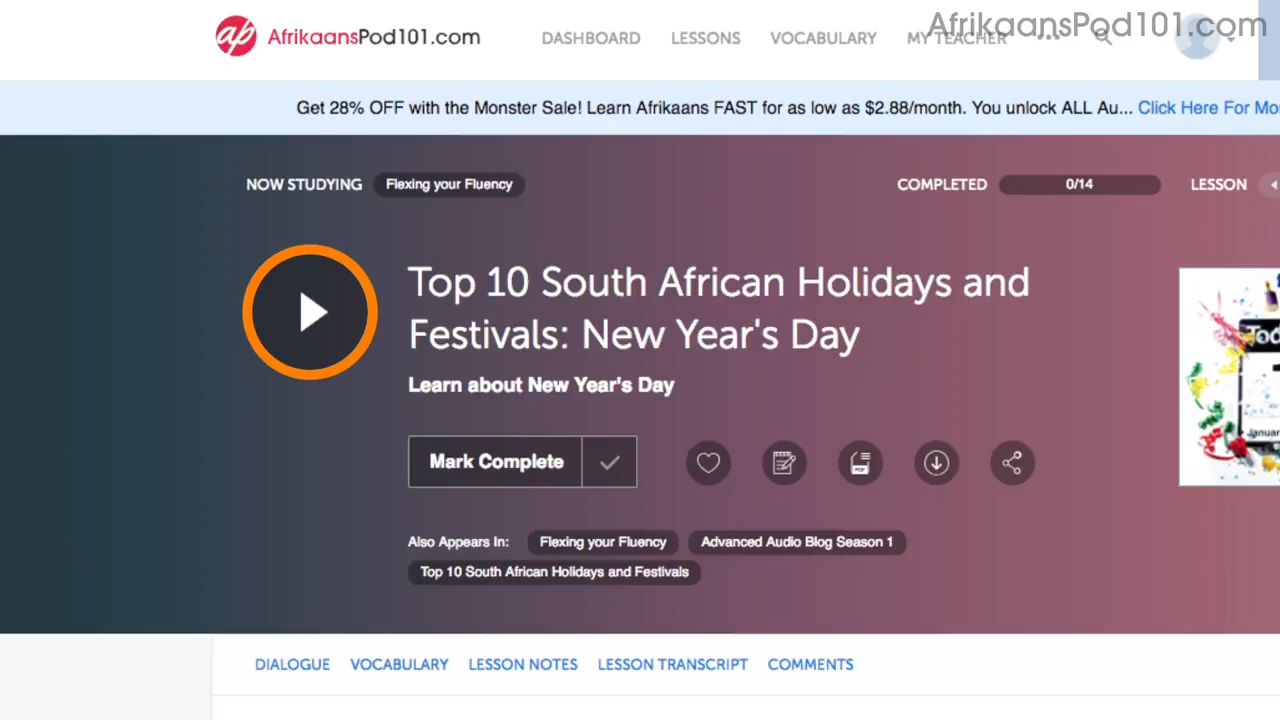 AfrikaansPod101.com
ap AfrikaansPod101.com DASHBOARD LESSONS VOCABULARY MY TEACHER
Get 28% OFF with the Monster Sale! Learn Afrikaans FAST for as low as $2.88/month. You unlock ALL Au... Click Here For Mo
NOW STUDYING Flexing your Fluency COMPLETED 0/14 LESSON
Top 10 South African Holidays and
Festivals: New Year's Day
Learn about New Year's Day
Mark Complete
PDF
Also Appears In: Flexing your Fluency Advanced Audio Blog Season 1
Top 10 South African Holidays and Festivals
DIALOGUE VOCABULARY LESSON NOTES LESSON TRANSCRIPT COMMENTS